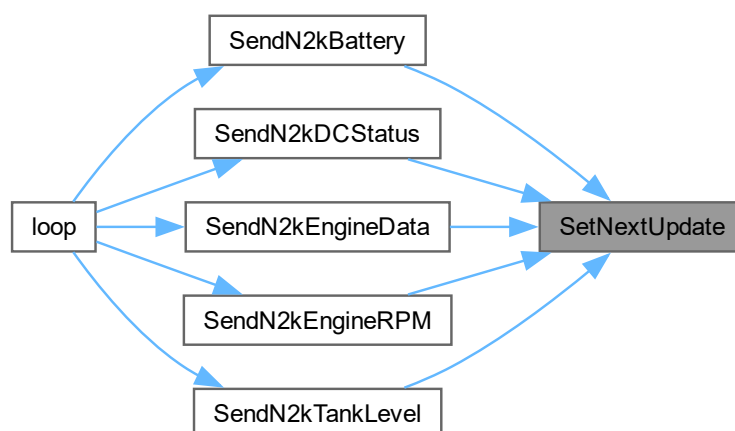 SendN2kBattery
SendN2kDCStatus
loop
SendN2kEngineData
SetNextUpdate
SendN2kEngineRPM
SendN2kTankLevel